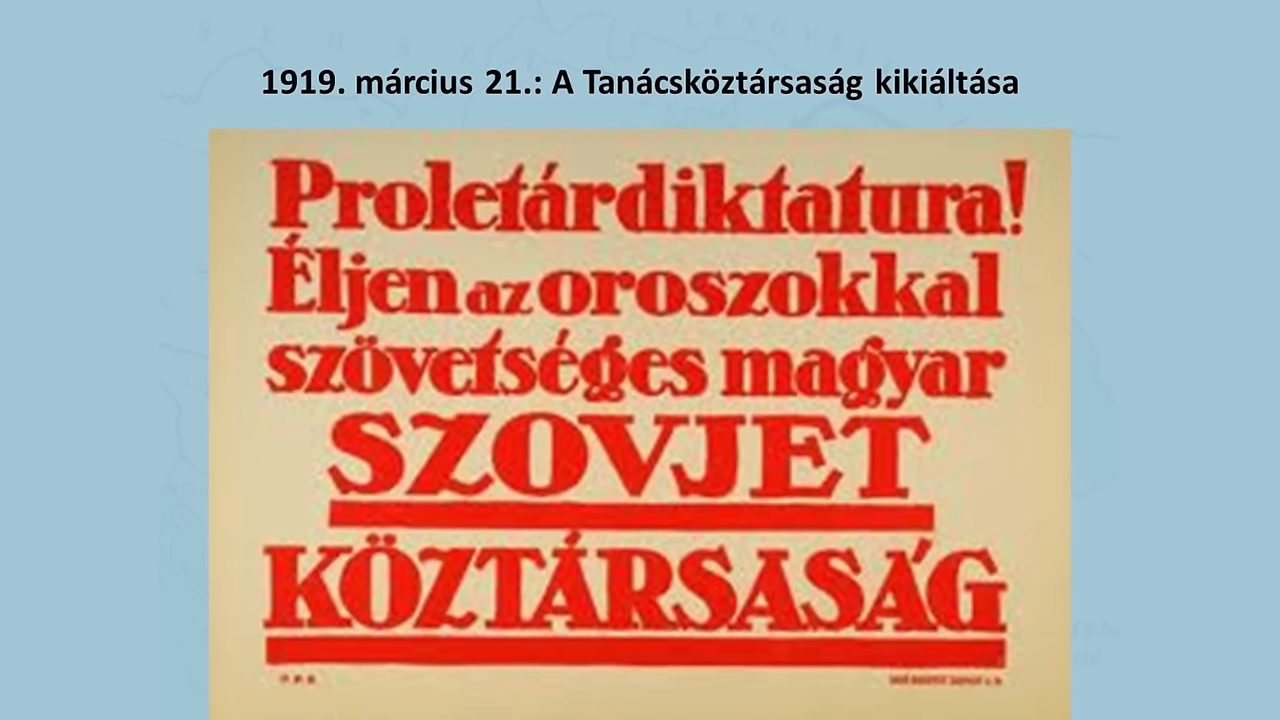 1919. március 21.: A Tanácsköztársaság kikiáltása
Proletárdiktatura!
Éljen az oroszokkal
szövetséges magyar
SZOVJET
KÖZTÁRSASÁG